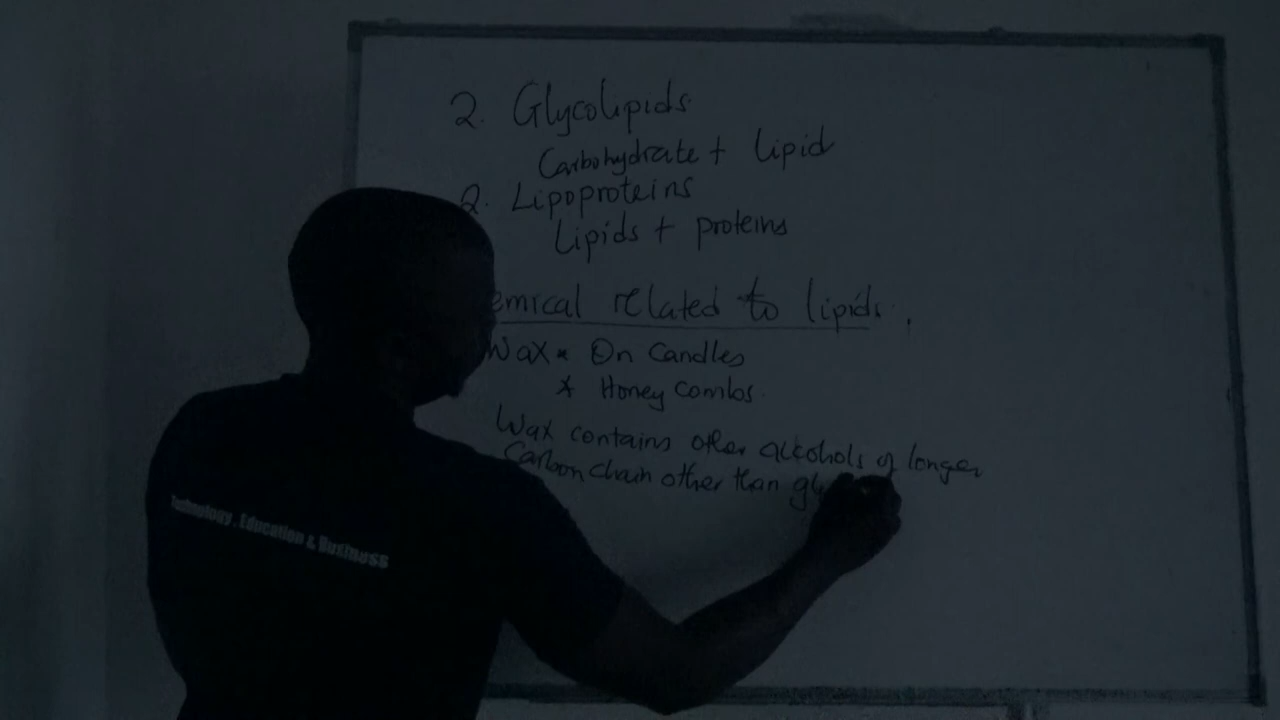 2. Glycolipids
Carbohydrate + lipid
2. Lipoproteins
Lipids + proteins
emical related to lipids.
Wax * On Candles
* Honey Combs
Wax contains other alcohols of longer
Carbon chain other than
Technology, Education & Business